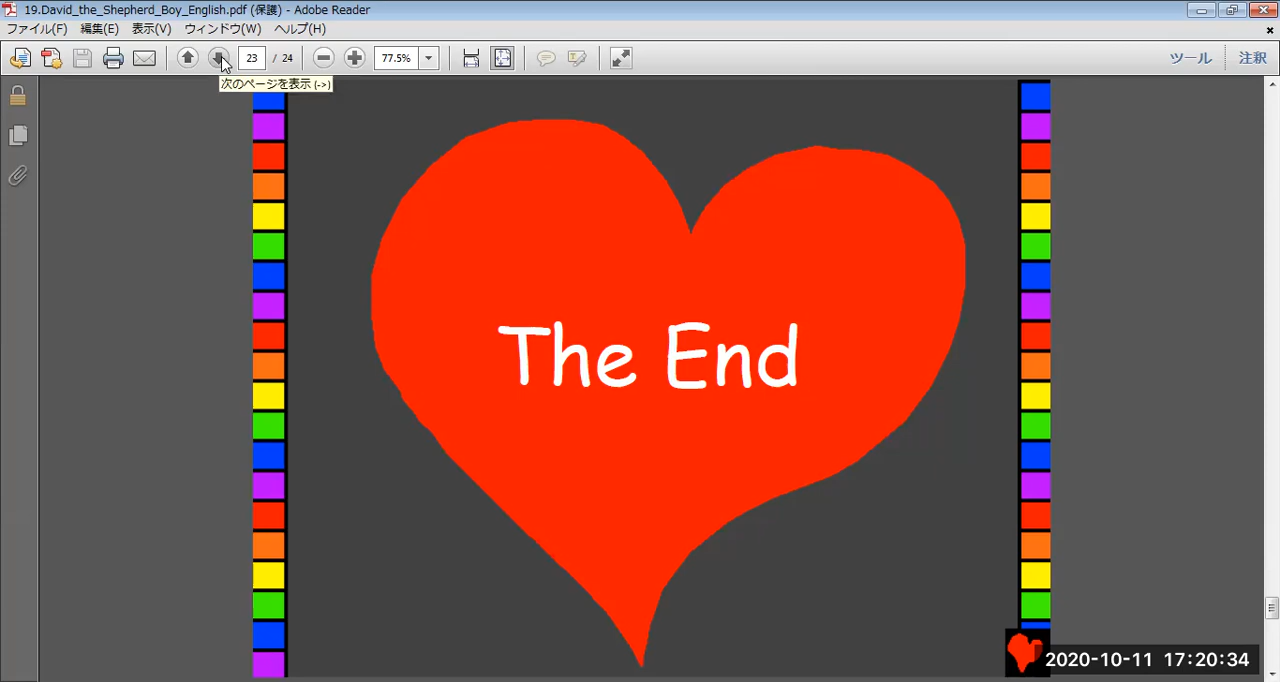 19.David_the_Shepherd_Boy_English.pdf (保護) - Adobe Reader
ファイル(F) 編集(E) 表示(V) ウィンドウ(W) ヘルプ(H)
23 / 24 77.5% ツール 注釈
次のページを表示 (->)
The End
2020-10-11 17:20:34